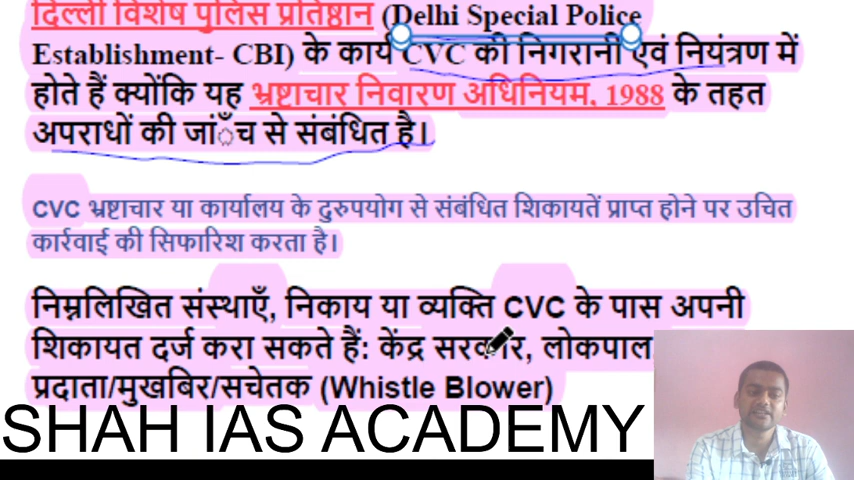 दिल्ली विशेष पुलिस प्रतिष्ठान (Delhi Special Police
Establishment- CBI) के कार्य CVC की निगरानी एवं नियंत्रण में
होते हैं क्योंकि यह भ्रष्टाचार निवारण अधिनियम, 1988 के तहत
अपराधों की जांँच से संबंधित है।
CVC भ्रष्टाचार या कार्यालय के दुरुपयोग से संबंधित शिकायतें प्राप्त होने पर उचित
कार्रवाई की सिफारिश करता है।
निम्नलिखित संस्थाएँ, निकाय या व्यक्ति CVC के पास अपनी
शिकायत दर्ज करा सकते हैं: केंद्र सरकार, लोकपाल
प्रदाता/मुखबिर/सचेतक (Whistle Blower)
SHAH IAS ACADEMY